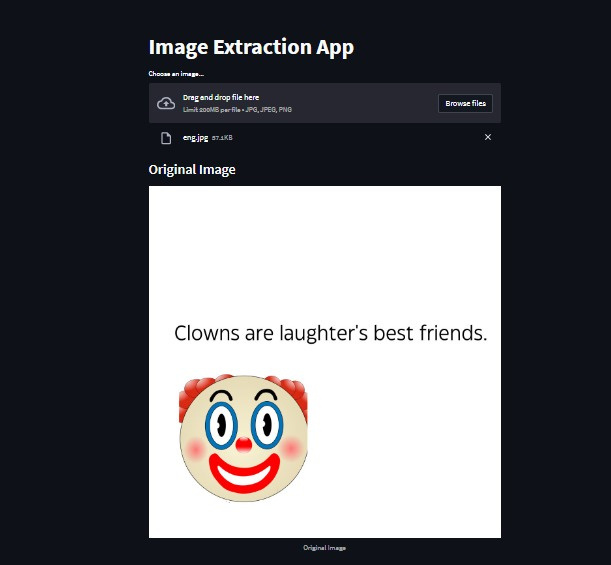 Image Extraction App
Choose an image...
Drag and drop file here
Limit 200MB per file • JPG, JPEG, PNG
Browse files
eng.jpg 57.1KB
Original Image
Clowns are laughter's best friends.
Original Image